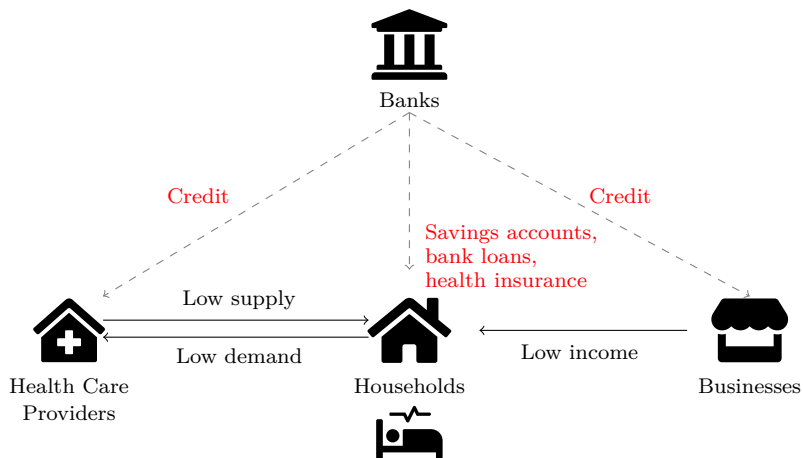 Banks
Credit
Credit
Savings accounts,
bank loans,
health insurance
Low supply
Low demand
Low income
Health Care
Providers
Households
Businesses